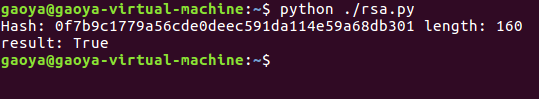 gaoya@gaoya-virtual-machine:~$ python ./rsa.py
Hash: 0f7b9c1779a56cde0deec591da114e59a68db301 length: 160
result: True
gaoya@gaoya-virtual-machine:~$